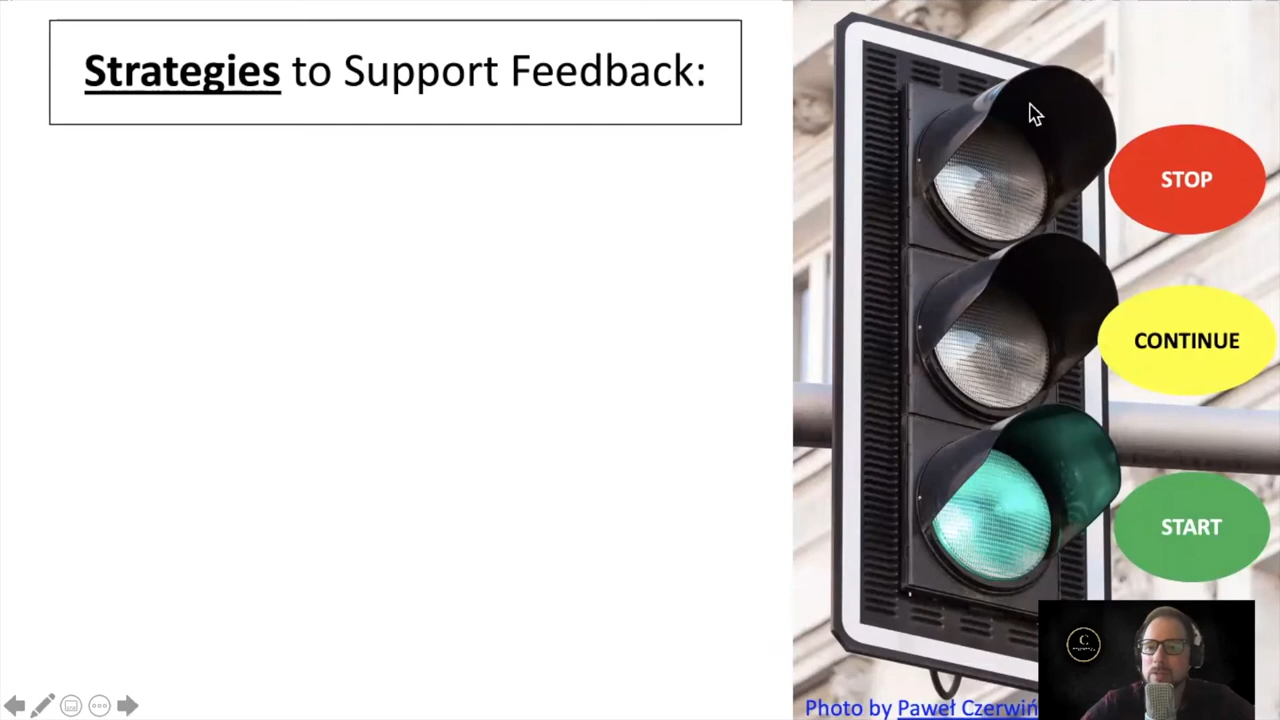 Strategies to Support Feedback:
STOP
CONTINUE
START
Photo by Paweł Czerwiń